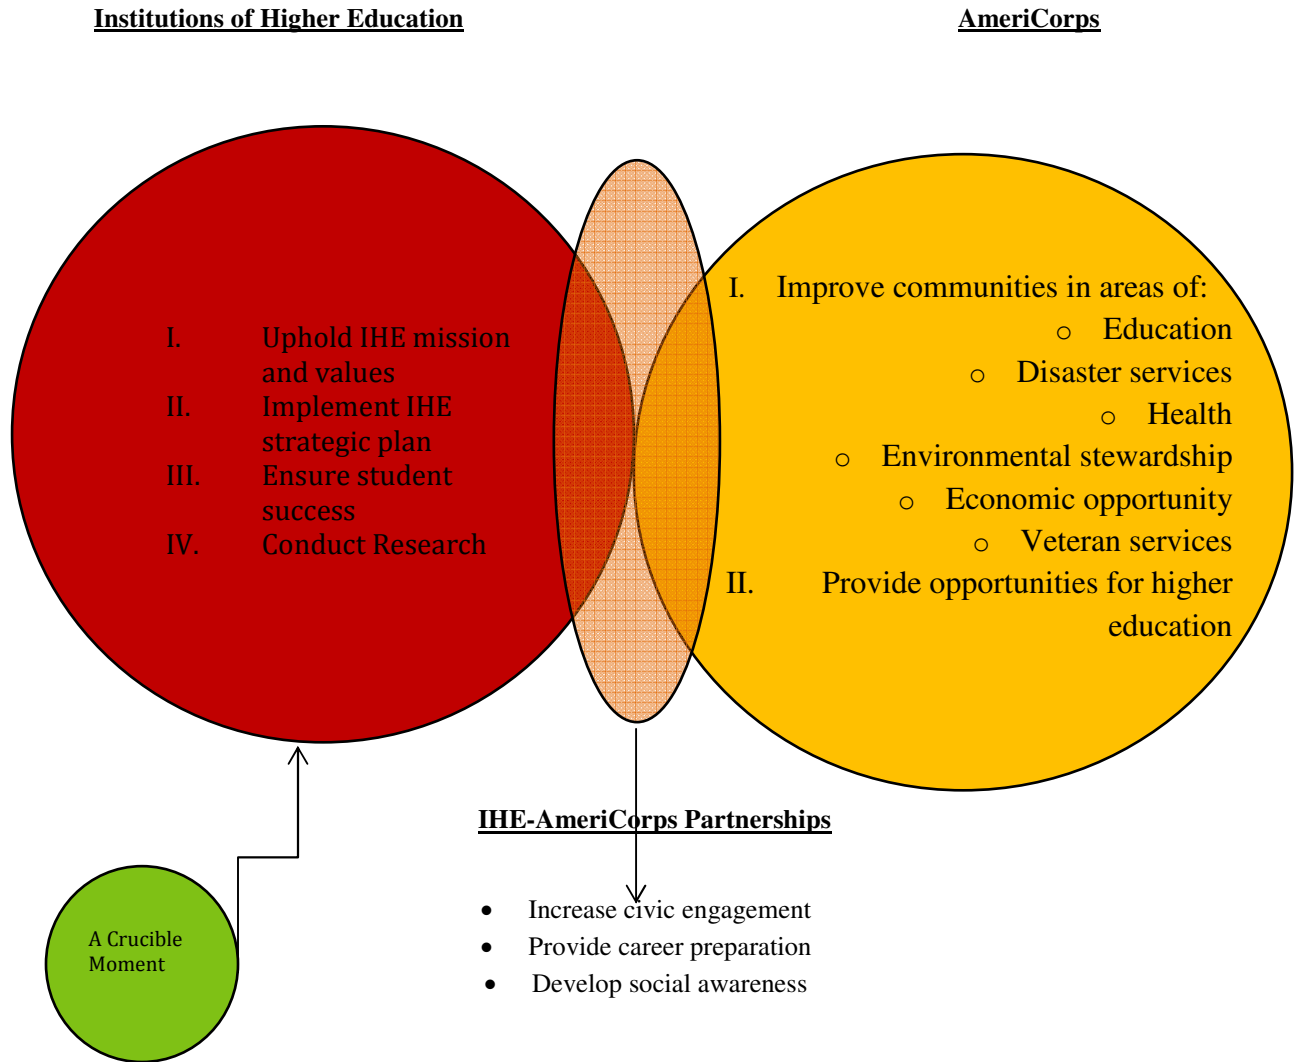 Institutions of Higher Education
AmeriCorps
I. Uphold IHE mission
and values
II. Implement IHE
strategic plan
III. Ensure student
success
IV. Conduct Research
I. Improve communities in areas of:
o Education
o Disaster services
o Health
o Environmental stewardship
o Economic opportunity
o Veteran services
II. Provide opportunities for higher
education
IHE-AmeriCorps Partnerships
• Increase civic engagement
• Provide career preparation
• Develop social awareness
A Crucible
Moment